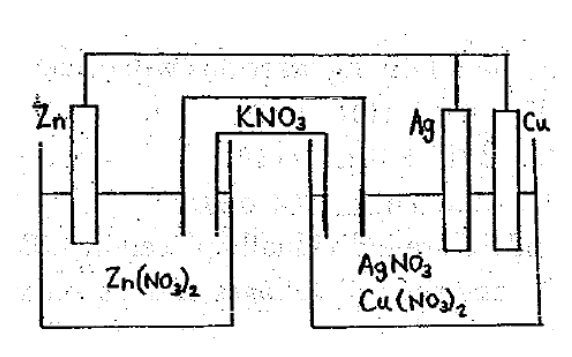 Zn
KNO₃
Ag
Cu
Zn(NO₃)₂
AgNO₃
Cu(NO₃)₂